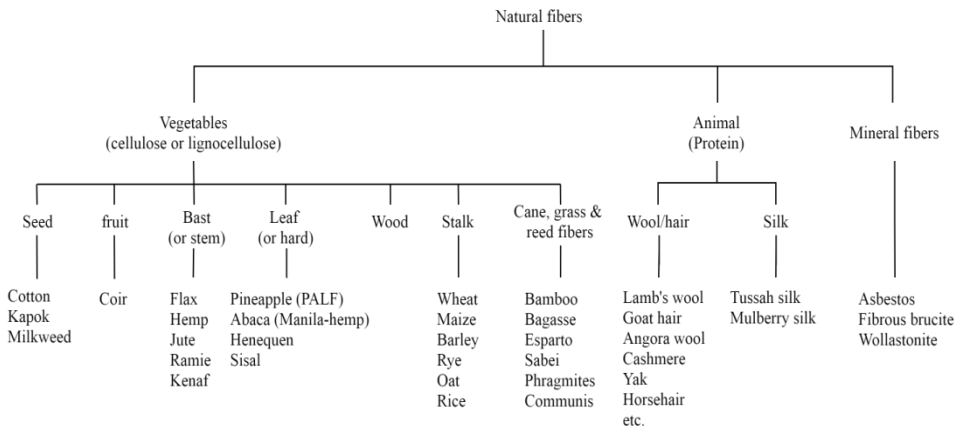 Natural fibers
Vegetables
(cellulose or lignocellulose)
Animal
(Protein)
Mineral fibers
Seed
fruit
Bast
(or stem)
Leaf
(or hard)
Wood
Stalk
Cane, grass &
reed fibers
Wool/hair
Silk
Cotton
Kapok
Milkweed
Coir
Flax
Hemp
Jute
Ramie
Kenaf
Pineapple (PALF)
Abaca (Manila-hemp)
Henequen
Sisal
Wheat
Maize
Barley
Rye
Oat
Rice
Bamboo
Bagasse
Esparto
Sabei
Phragmites
Communis
Lamb's wool
Goat hair
Angora wool
Cashmere
Yak
Horsehair
etc.
Tussah silk
Mulberry silk
Asbestos
Fibrous brucite
Wollastonite